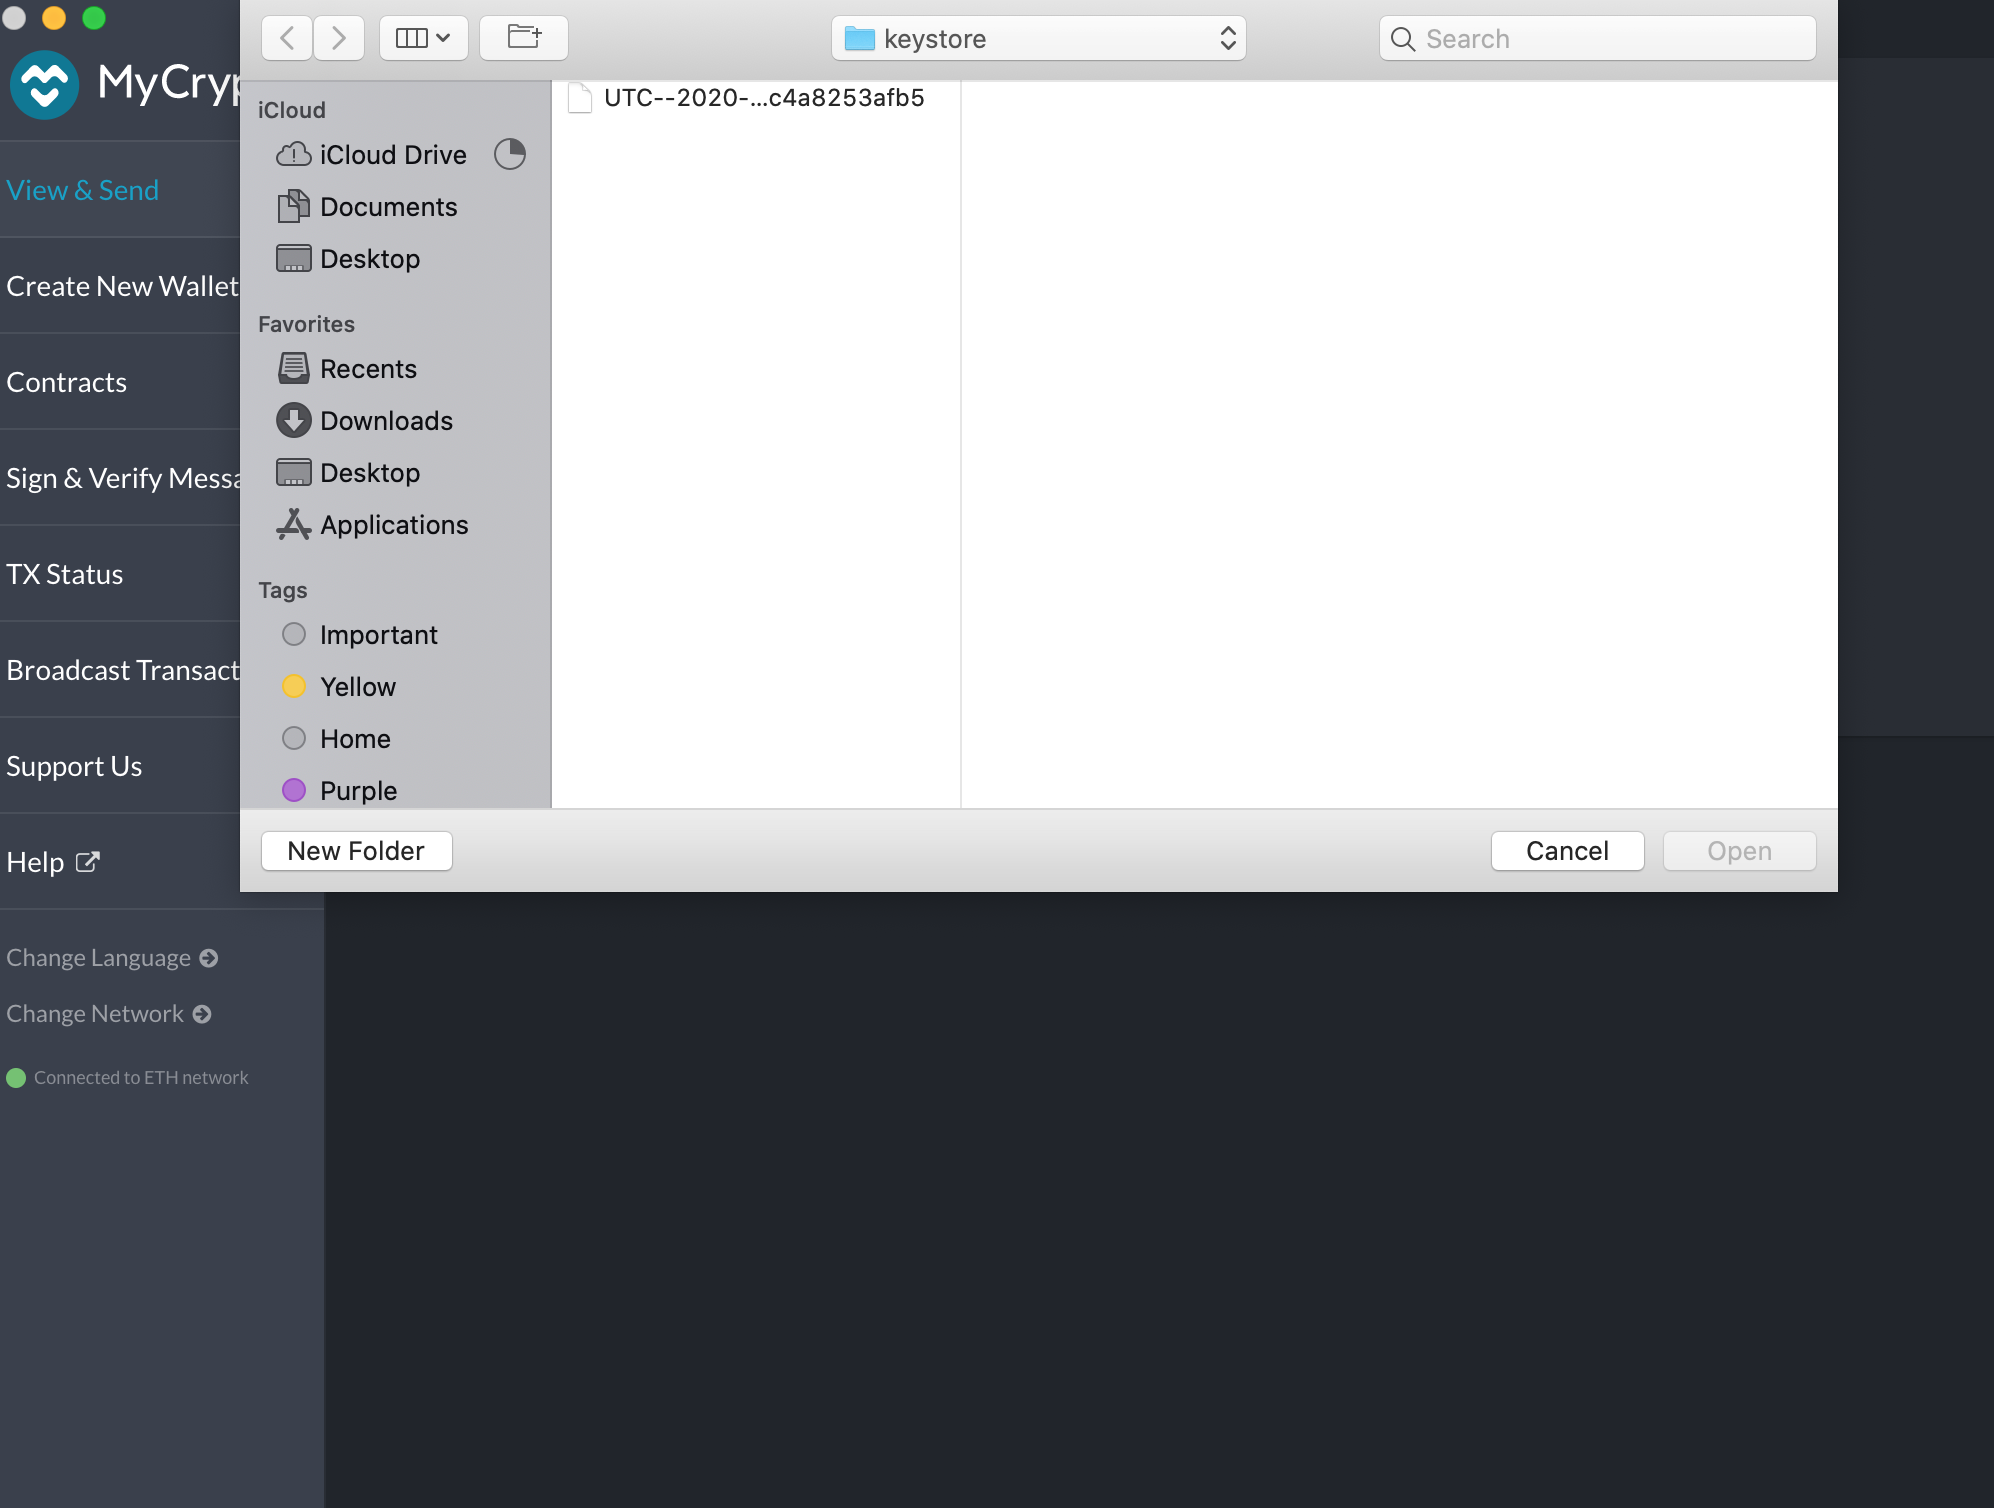 MyCryp
View & Send
Create New Wallet
Contracts
Sign & Verify Messa
TX Status
Broadcast Transact
Support Us
Help
Change Language
Change Network
Connected to ETH network
keystore
Search
iCloud
iCloud Drive
Documents
Desktop
Favorites
Recents
Downloads
Desktop
Applications
Tags
Important
Yellow
Home
Purple
UTC--2020-...c4a8253afb5
New Folder
Cancel
Open